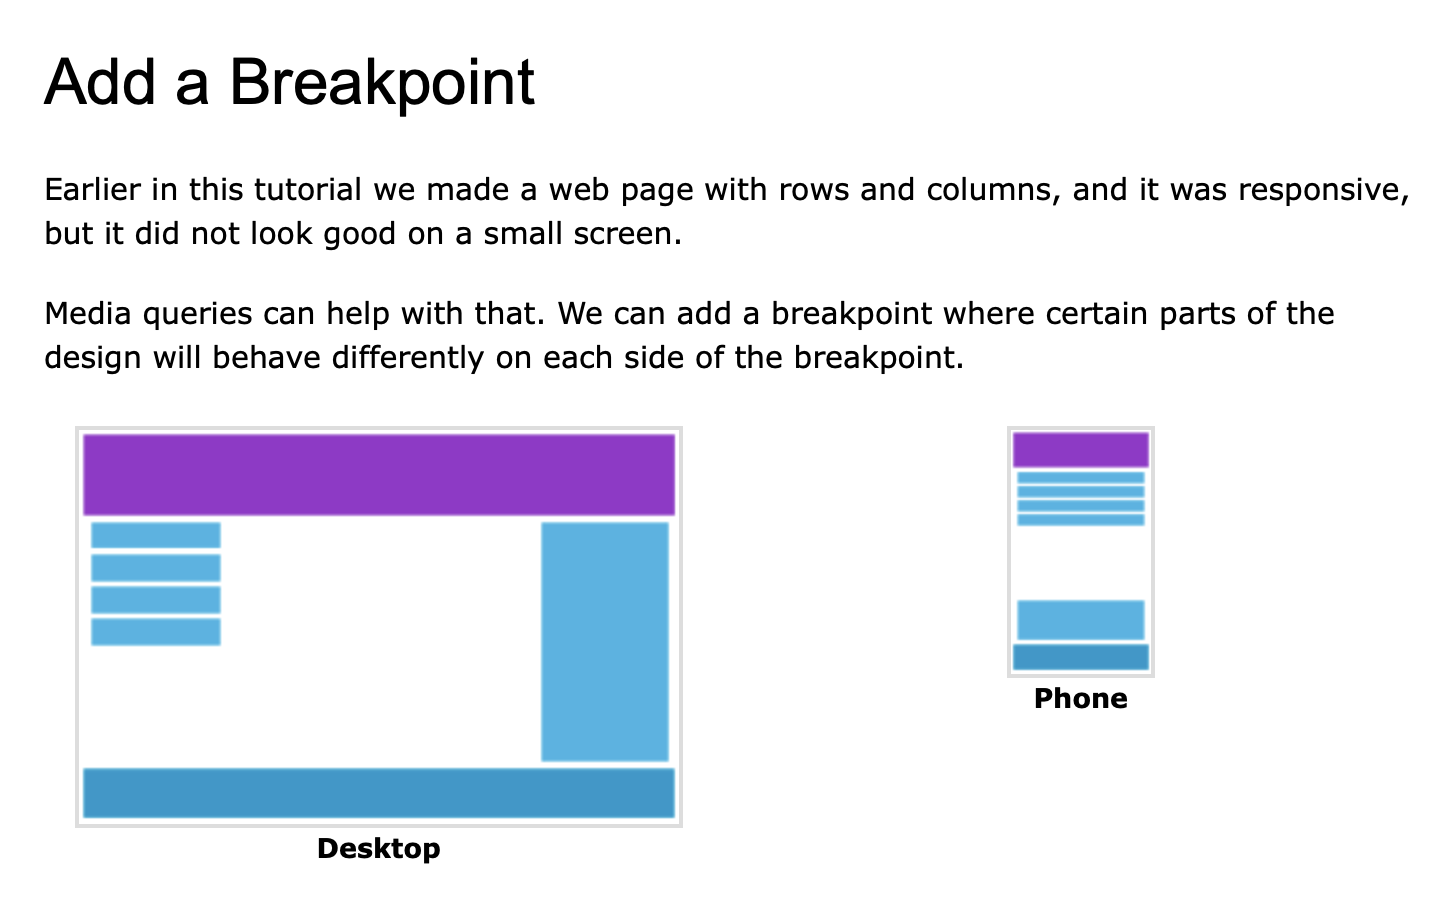 Add a Breakpoint
Earlier in this tutorial we made a web page with rows and columns, and it was responsive,
but it did not look good on a small screen.
Media queries can help with that. We can add a breakpoint where certain parts of the
design will behave differently on each side of the breakpoint.
Desktop
Phone